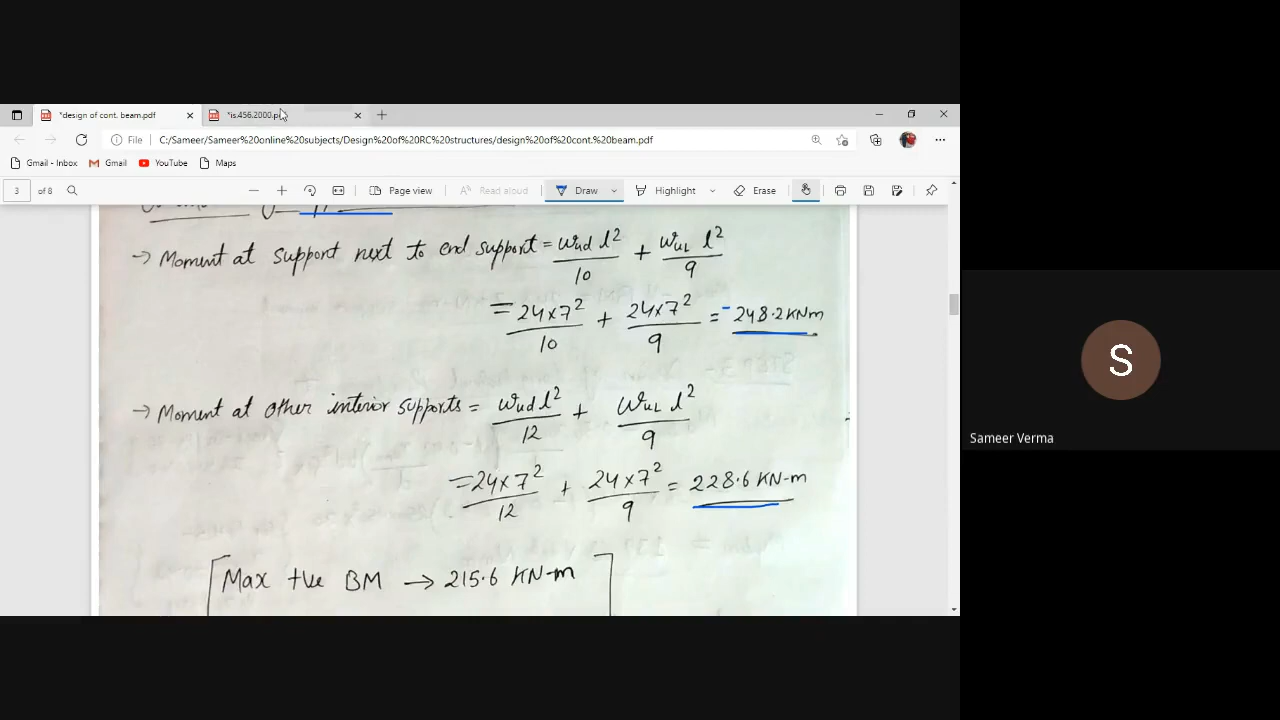 *design of cont. beam.pdf
*is.456.2000.p
File
C:/Sameer/Sameer%20online%20subjects/Design%20of%20RC%20structures/design%20of%20cont.%20beam.pdf
Gmail - Inbox
Gmail
YouTube
Maps
3 of 8
Page view
Read aloud
Draw
Highlight
Erase
→ Moment at support next to end support = Wud l² / 10 + WuL l² / 9
= 24×7² / 10 + 24×7² / 9 = -248.2 KNm
→ Moment at other interior supports = Wud l² / 12 + WuL l² / 9
= 24×7² / 12 + 24×7² / 9 = 228.6 KN-m
Max +ve BM → 215.6 KN-m
S
Sameer Verma